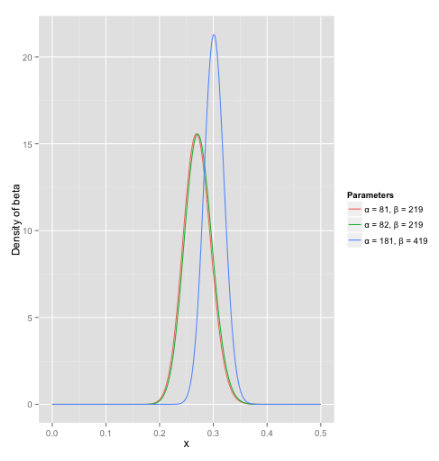 20
15
10
5
0
Density of beta
0.0
0.1
0.2
0.3
0.4
0.5
x
Parameters
α = 81, β = 219
α = 82, β = 219
α = 181, β = 419